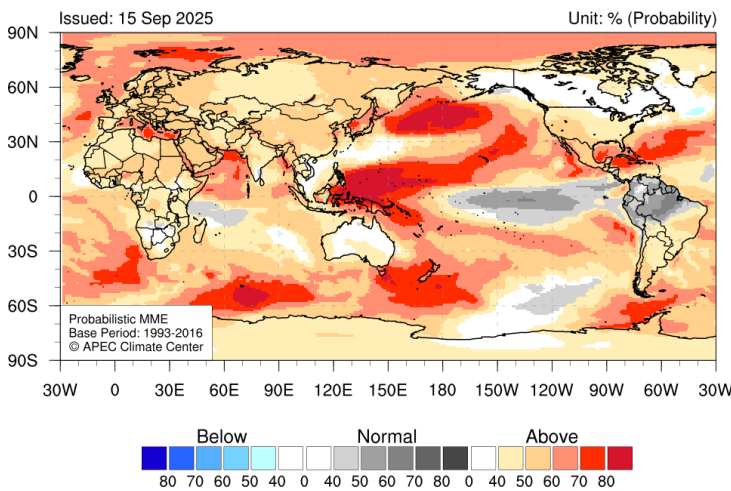 Issued: 15 Sep 2025 Unit: % (Probability)
90N
60N
30N
0
30S
60S
90S
Probabilistic MME
Base Period: 1993-2016
© APEC Climate Center
30W 0 30E 60E 90E 120E 150E 180 150W 120W 90W 60W 30W
Below Normal Above
80 70 60 50 40 0 40 50 60 70 80 0 40 50 60 70 80